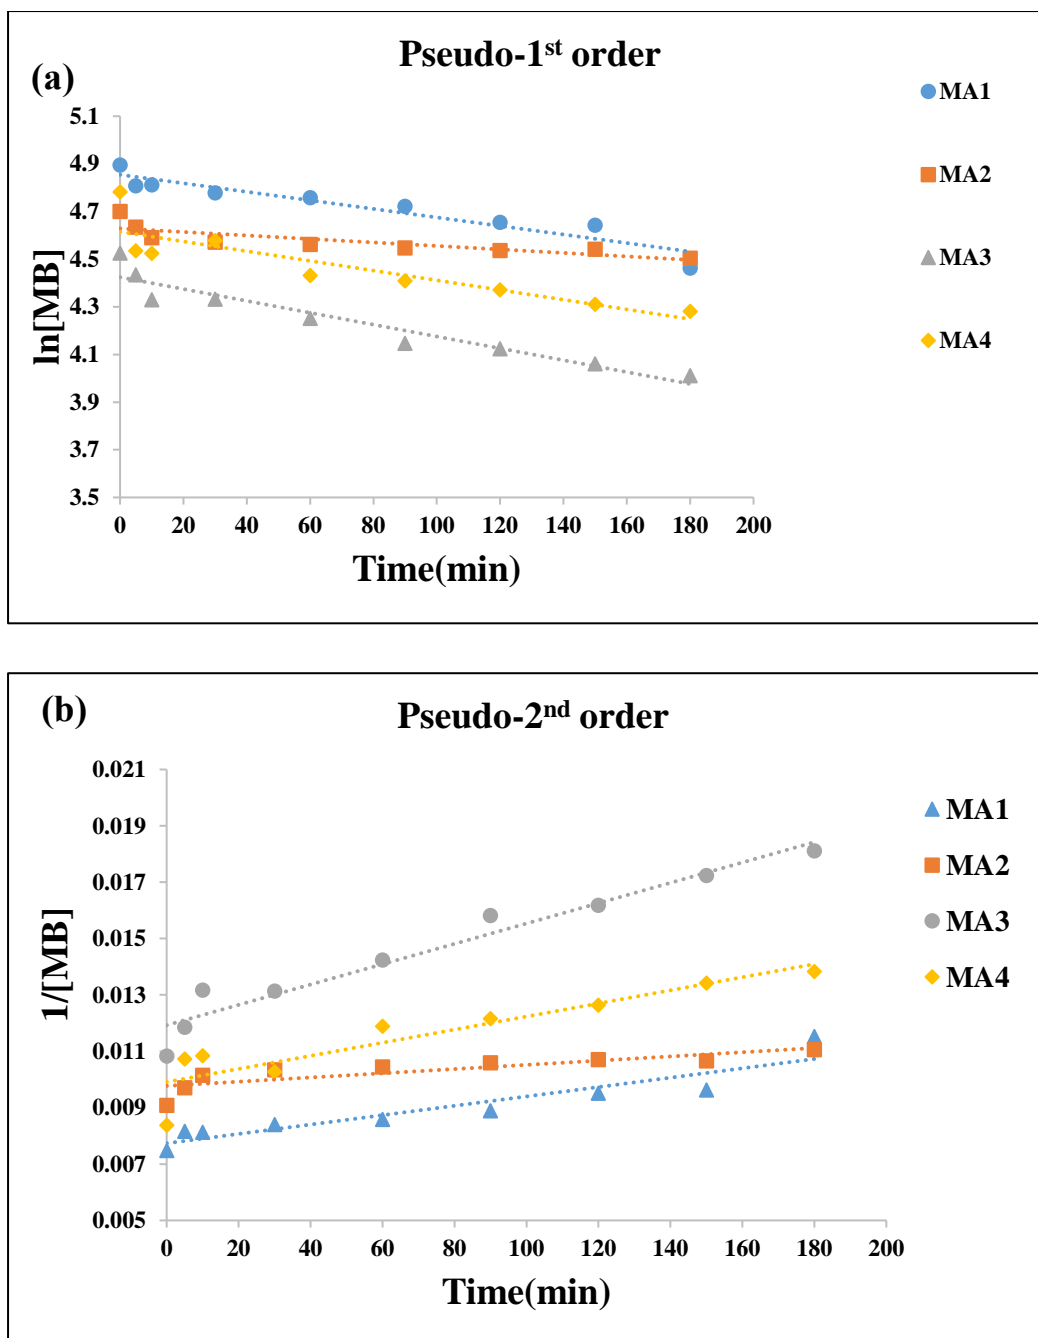 Pseudo-1st order
(a)
MA1
MA2
MA3
MA4
ln[MB]
5.1
4.9
4.7
4.5
4.3
4.1
3.9
3.7
3.5
0 20 40 60 80 100 120 140 160 180 200
Time(min)
(b)
Pseudo-2nd order
MA1
MA2
MA3
MA4
1/[MB]
0.021
0.019
0.017
0.015
0.013
0.011
0.009
0.007
0.005
0 20 40 60 80 100 120 140 160 180 200
Time(min)